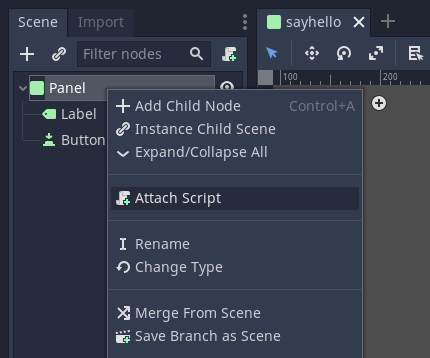 Scene Import
sayhello
Filter nodes
100 200
Panel
Label
Button
Add Child Node Control+A
Instance Child Scene
Expand/Collapse All
Attach Script
Rename
Change Type
Merge From Scene
Save Branch as Scene